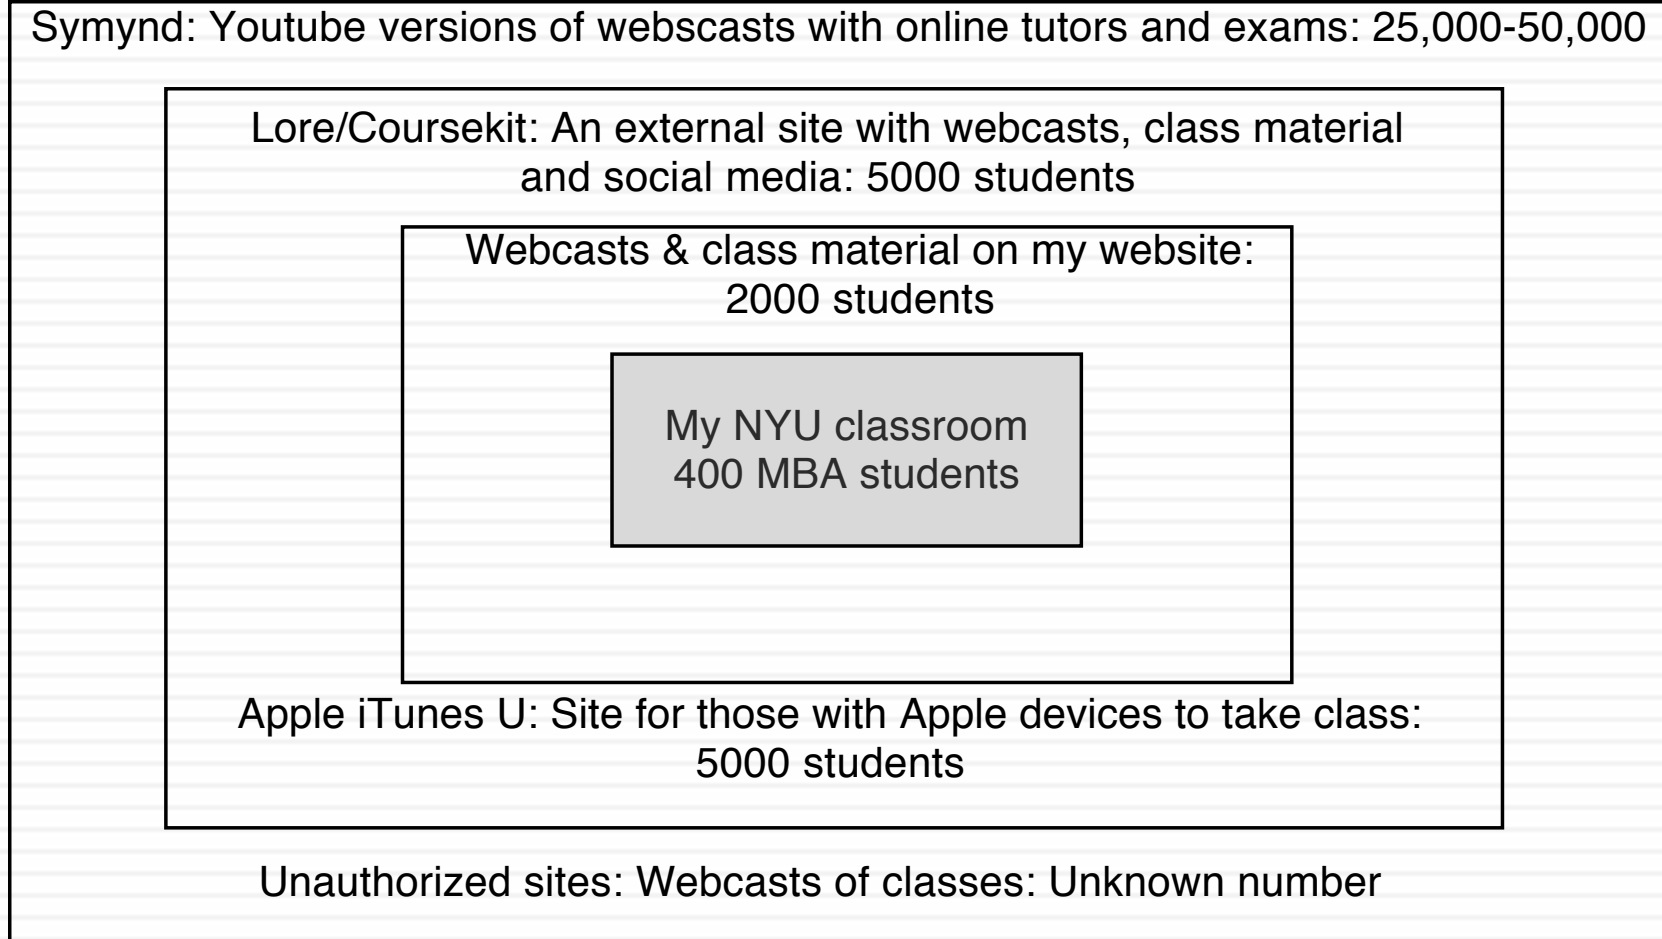 Symynd: Youtube versions of webscasts with online tutors and exams: 25,000-50,000
Lore/Coursekit: An external site with webcasts, class material
and social media: 5000 students
Webcasts & class material on my website:
2000 students
My NYU classroom
400 MBA students
Apple iTunes U: Site for those with Apple devices to take class:
5000 students
Unauthorized sites: Webcasts of classes: Unknown number